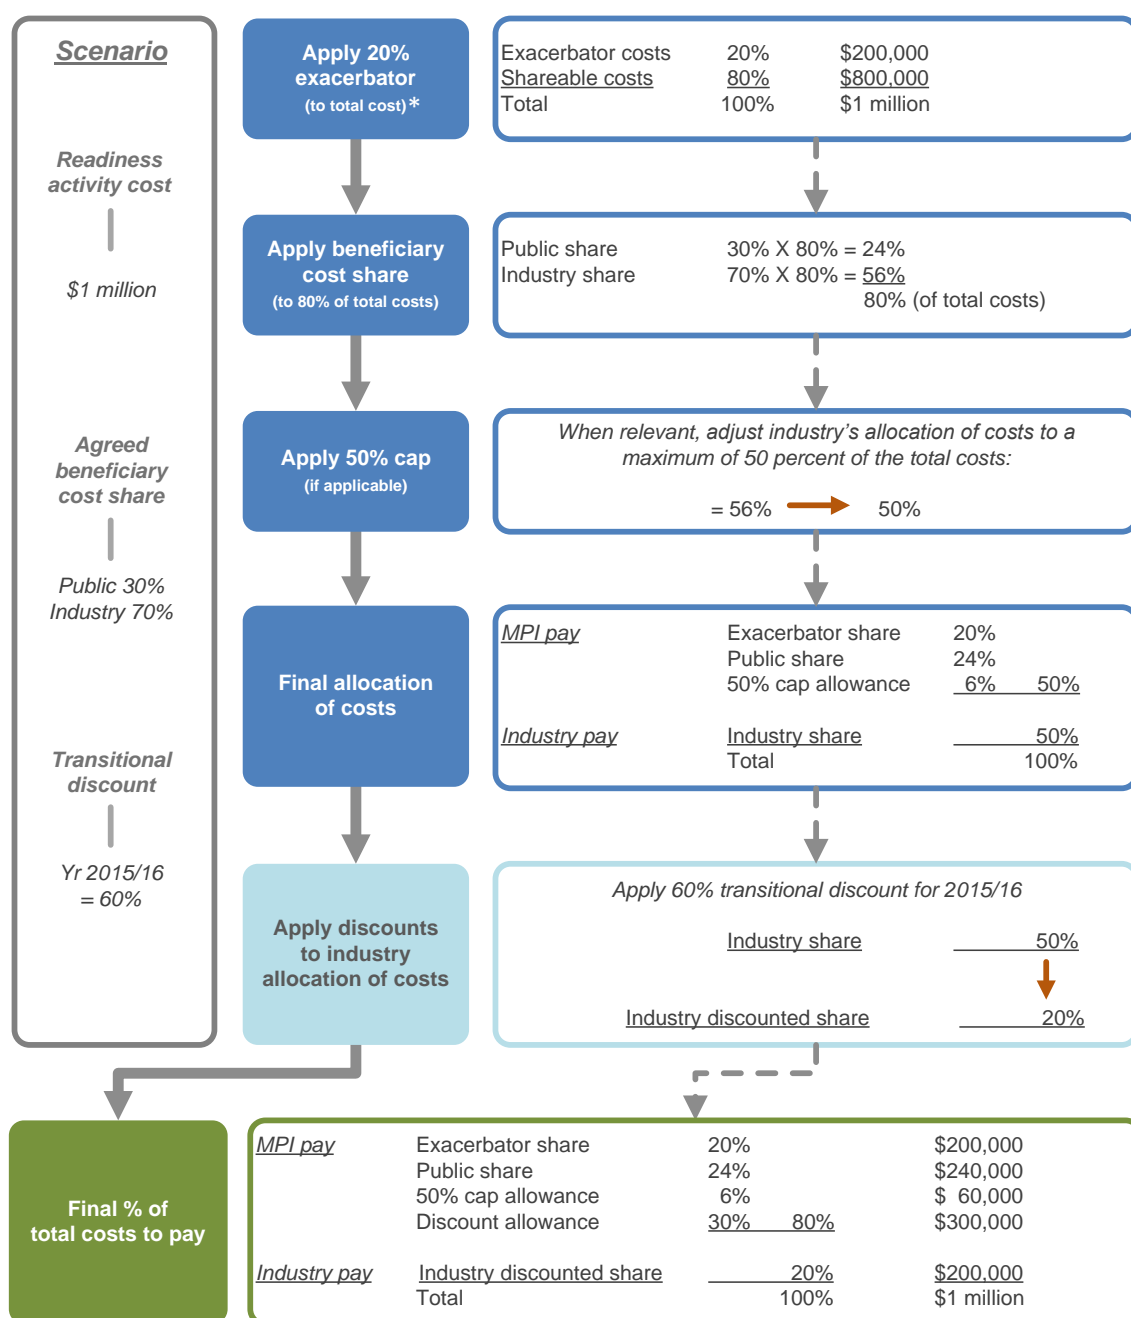 Scenario
Readiness
activity cost
$1 million
Agreed
beneficiary
cost share
Public 30%
Industry 70%
Transitional
discount
Yr 2015/16
= 60%
Apply 20%
exacerbator
(to total cost)*
Exacerbator costs 20% $200,000
Shareable costs 80% $800,000
Total 100% $1 million
Apply beneficiary
cost share
(to 80% of total costs)
Public share 30% X 80% = 24%
Industry share 70% X 80% = 56%
80% (of total costs)
Apply 50% cap
(if applicable)
When relevant, adjust industry's allocation of costs to a
maximum of 50 percent of the total costs:
= 56% 50%
Final allocation
of costs
MPI pay Exacerbator share 20%
Public share 24%
50% cap allowance 6% 50%
Industry pay Industry share 50%
Total 100%
Apply discounts
to industry
allocation of costs
Apply 60% transitional discount for 2015/16
Industry share 50%
Industry discounted share 20%
Final % of
total costs to pay
MPI pay Exacerbator share 20% $200,000
Public share 24% $240,000
50% cap allowance 6% $ 60,000
Discount allowance 30% 80% $300,000
Industry pay Industry discounted share 20% $200,000
Total 100% $1 million